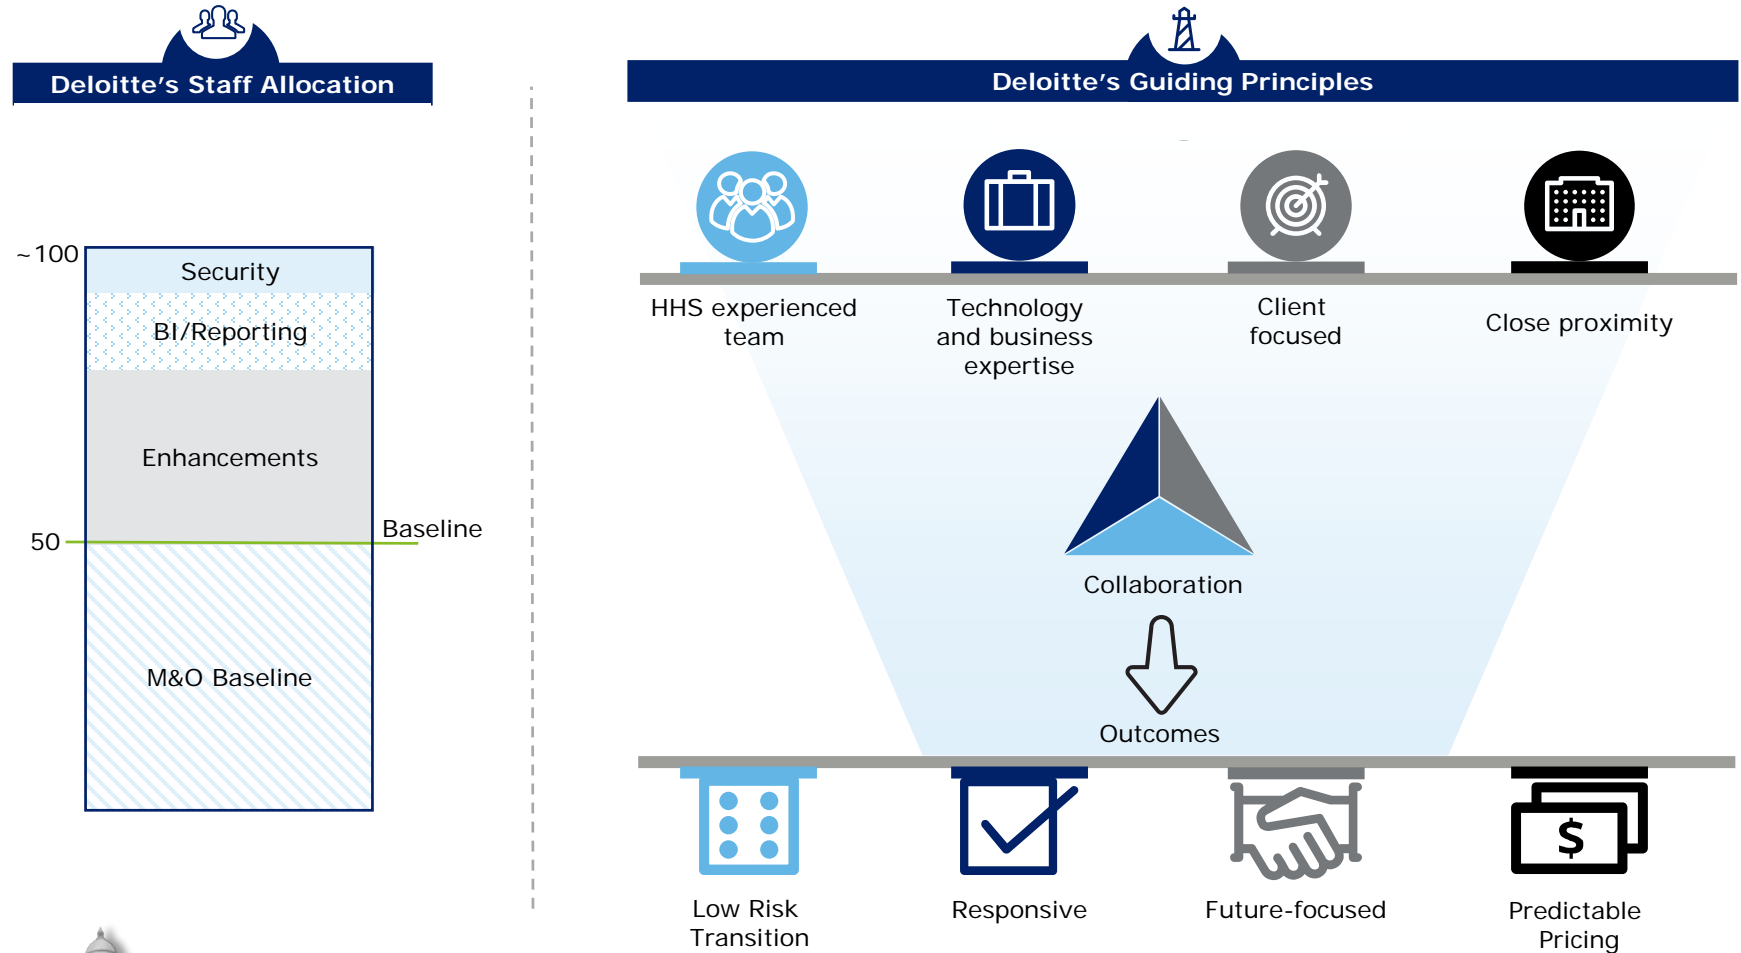 Deloitte's Staff Allocation
~100
Security
BI/Reporting
Enhancements
Baseline
50
M&O Baseline
Deloitte's Guiding Principles
HHS experienced
team
Technology
and business
expertise
Client
focused
Close proximity
Collaboration
Outcomes
$
Low Risk
Transition
Responsive
Future-focused
Predictable
Pricing